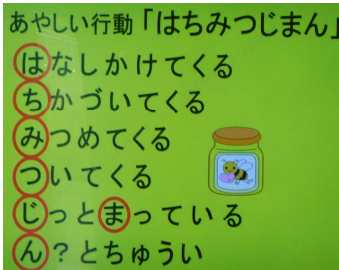 あやしい行動「はちみつじまん」
はなしかけてくる
ちかづいてくる
みつめてくる
ついてくる
じっとまっている
ん?とちゅうい